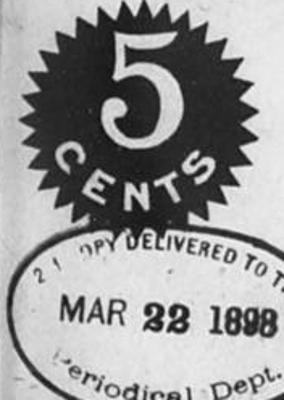 5
CENTS
DELIVERED TO
MAR 22 1898
Periodical Dept.